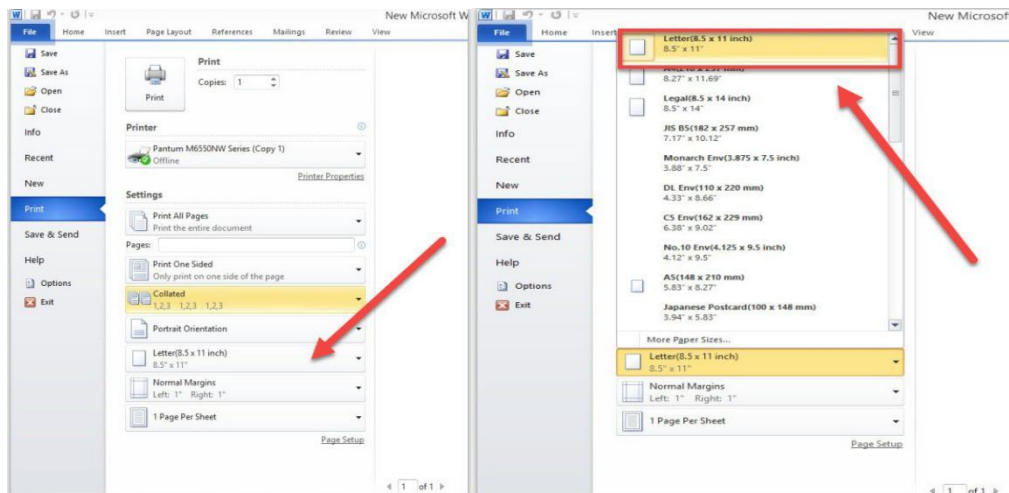 New Microsoft W
File Home Insert Page Layout References Mailings Review View
Save
Save As
Open
Close
Info
Recent
New
Print
Save & Send
Help
Options
Exit
Print
Print
Copies: 1
Printer
Pantum M6550NW Series (Copy 1)
Offline
Printer Properties
Settings
Print All Pages
Print the entire document
Pages:
Print One Sided
Only print on one side of the page
Collated
1,2,3 1,2,3 1,2,3
Portrait Orientation
Letter(8.5 x 11 inch)
8.5" x 11"
Normal Margins
Left: 1" Right: 1"
1 Page Per Sheet
Page Setup
1 of 1
New Microsoft
File Home Insert View
Save
Save As
Open
Close
Info
Recent
New
Print
Save & Send
Help
Options
Exit
Letter(8.5 x 11 inch)
8.5" x 11"
A4(210 x 297 mm)
8.27" x 11.69"
Legal(8.5 x 14 inch)
8.5" x 14"
JIS B5(182 x 257 mm)
7.17" x 10.12"
Monarch Env(3.875 x 7.5 inch)
3.88" x 7.5"
DL Env(110 x 220 mm)
4.33" x 8.66"
C5 Env(162 x 229 mm)
6.38" x 9.02"
No.10 Env(4.125 x 9.5 inch)
4.12" x 9.5"
A5(148 x 210 mm)
5.83" x 8.27"
Japanese Postcard(100 x 148 mm)
3.94" x 5.83"
More Paper Sizes...
Letter(8.5 x 11 inch)
8.5" x 11"
Normal Margins
Left: 1" Right: 1"
1 Page Per Sheet
Page Setup
1 of 1